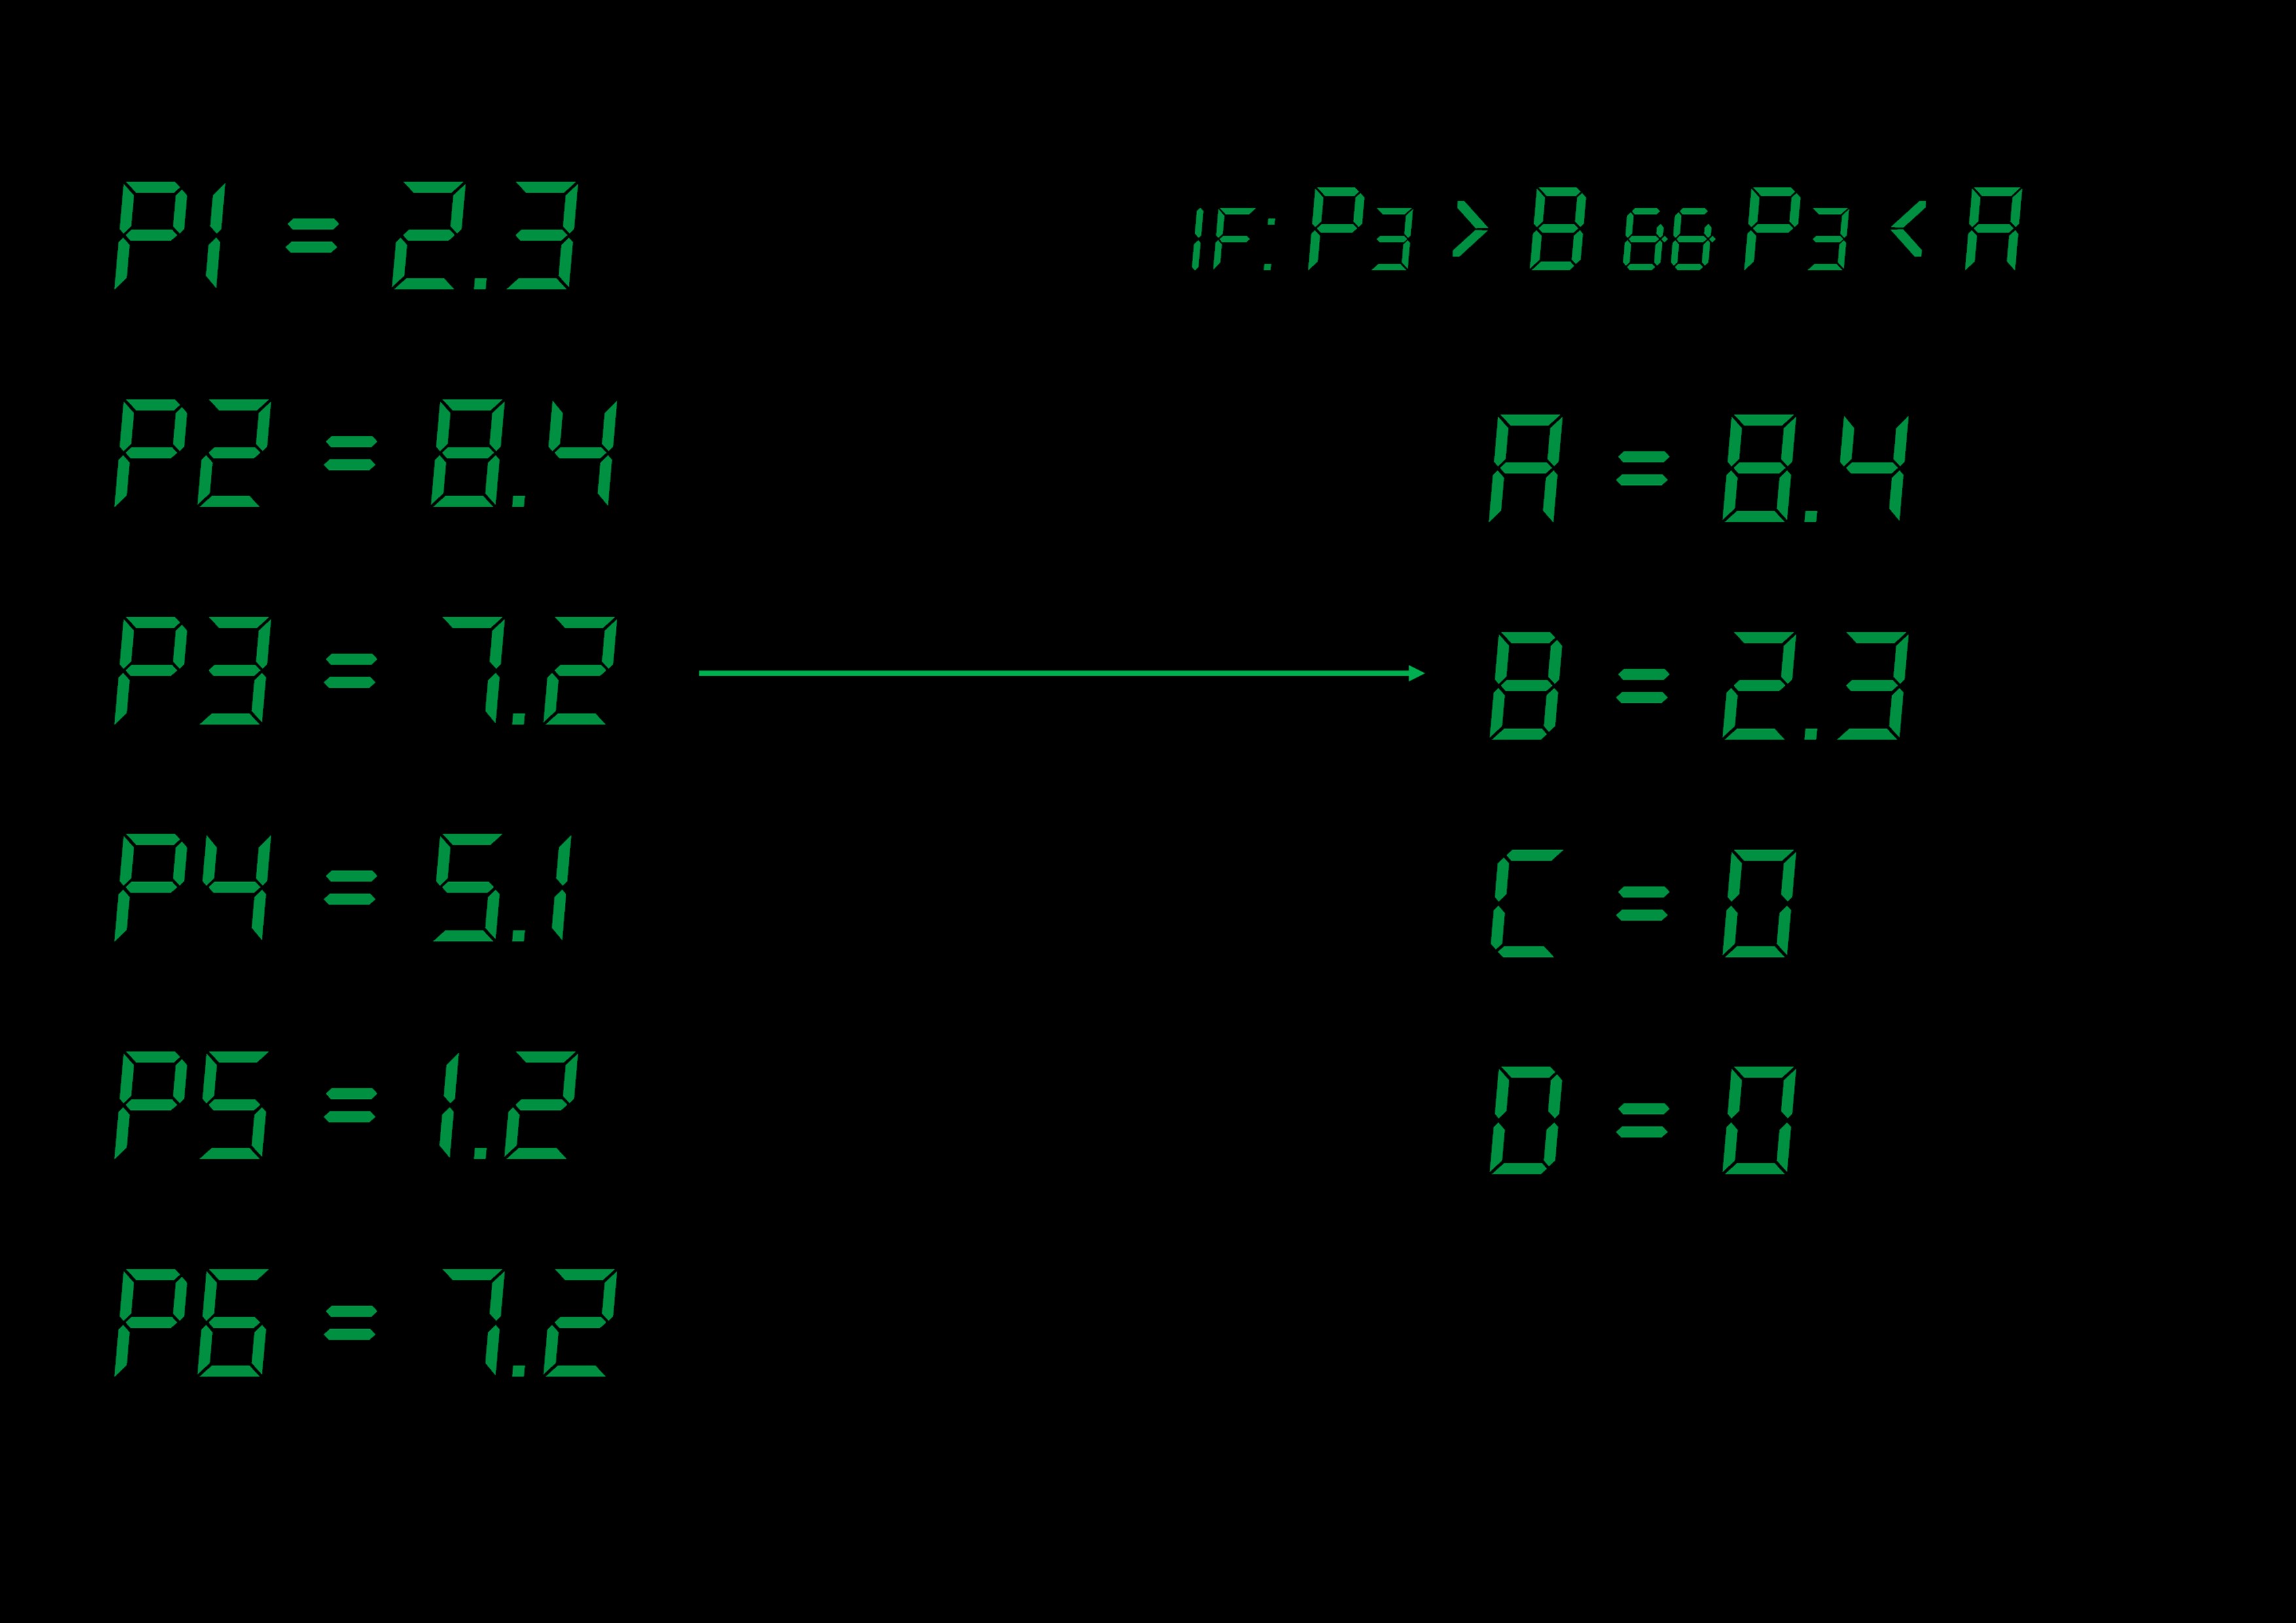 P1 = 2.3
P2 = 8.4
P3 = 7.2
P4 = 5.1
P5 = 1.2
P6 = 7.2
IF: P3 > B && P3 < A
A = 8.4
B = 2.3
C = 0
D = 0